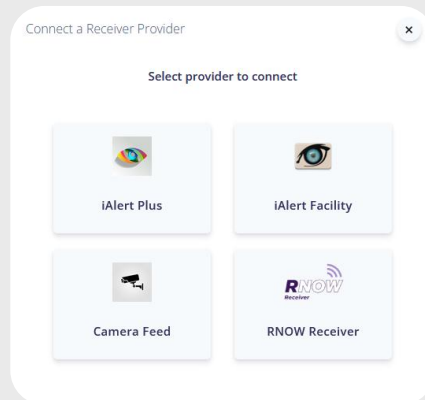 Connect a Receiver Provider
×
Select provider to connect
iAlert Plus
iAlert Facility
Camera Feed
RNOW
Receiver
RNOW Receiver